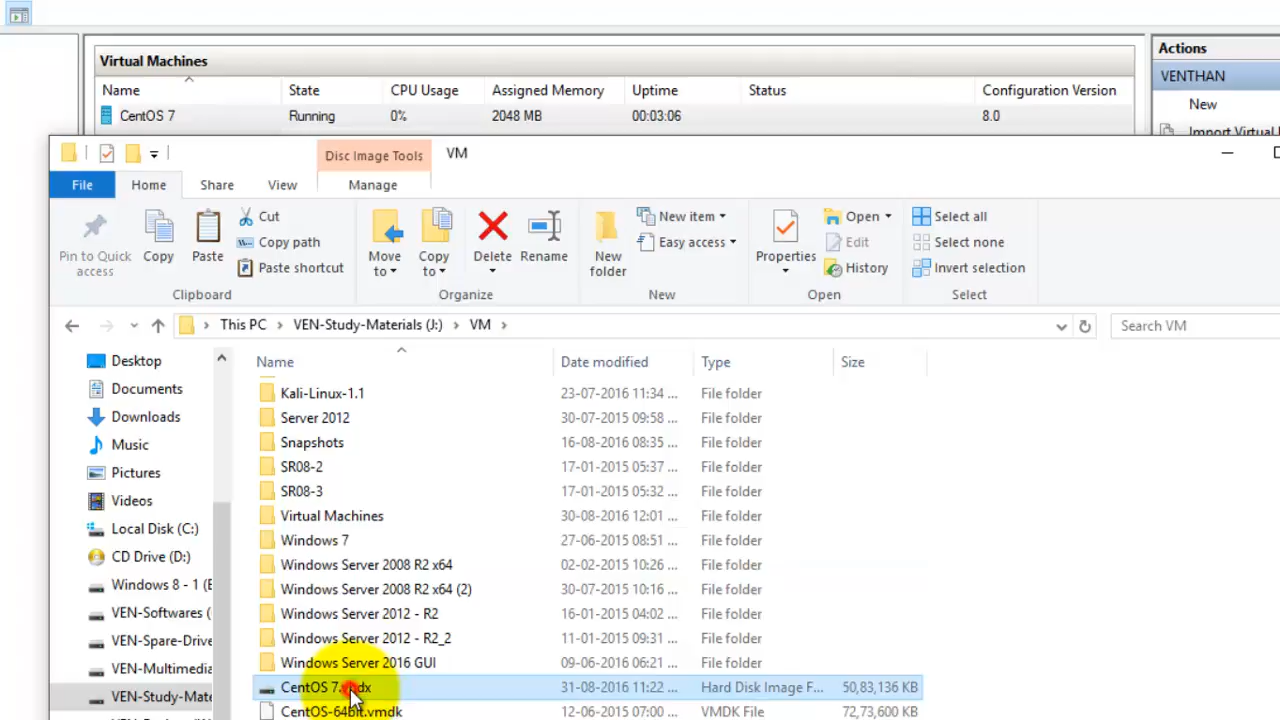 Virtual Machines
Actions
Name State CPU Usage Assigned Memory Uptime Status Configuration Version
VENTHAN
CentOS 7 Running 0% 2048 MB 00:03:06 8.0
New
Import Virtual
Disc Image Tools VM
File Home Share View Manage
Pin to Quick access
Copy
Paste
Cut
Copy path
Paste shortcut
Move to
Copy to
Delete
Rename
New folder
New item
Easy access
Properties
Open
Edit
History
Select all
Select none
Invert selection
Clipboard Organize New Open Select
This PC > VEN-Study-Materials (J:) > VM >
Search VM
Desktop
Documents
Downloads
Music
Pictures
Videos
Local Disk (C:)
CD Drive (D:)
Windows 8 - 1 (E
VEN-Softwares (
VEN-Spare-Drive
VEN-Multimedia
VEN-Study-Mate
Name Date modified Type Size
Kali-Linux-1.1 23-07-2016 11:34 ... File folder
Server 2012 30-07-2015 09:58 ... File folder
Snapshots 16-08-2016 08:35 ... File folder
SR08-2 17-01-2015 05:37 ... File folder
SR08-3 17-01-2015 05:32 ... File folder
Virtual Machines 30-08-2016 12:01 ... File folder
Windows 7 27-06-2015 08:51 ... File folder
Windows Server 2008 R2 x64 02-02-2015 10:26 ... File folder
Windows Server 2008 R2 x64 (2) 30-07-2015 10:16 ... File folder
Windows Server 2012 - R2 16-01-2015 04:02 ... File folder
Windows Server 2012 - R2_2 11-01-2015 09:31 ... File folder
Windows Server 2016 GUI 09-06-2016 06:21 ... File folder
CentOS 31-08-2016 11:22 ... Hard Disk Image F... 50,83,136 KB
CentOS-64bit.vmdk 12-06-2015 07:00 ... VMDK File 72,73,600 KB